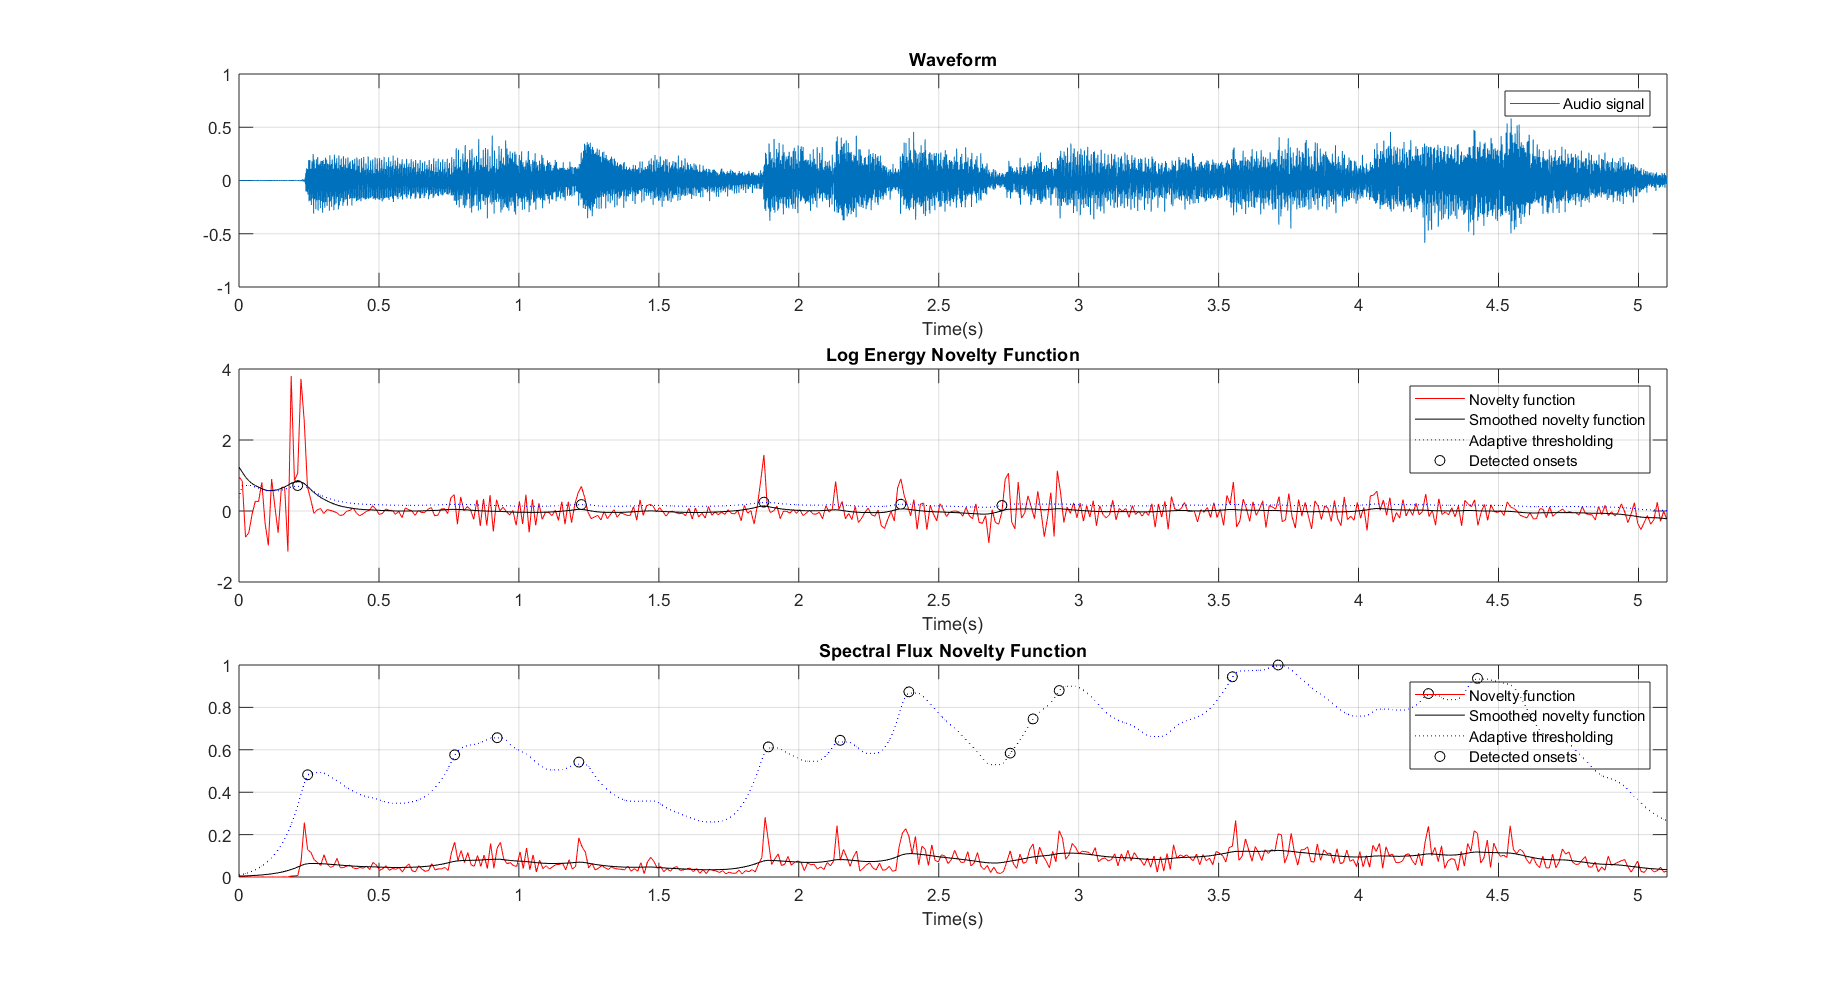 Waveform
1
0.5
0
-0.5
-1
Audio signal
0 0.5 1 1.5 2 2.5 3 3.5 4 4.5 5
Time(s)
Log Energy Novelty Function
4
2
0
-2
Novelty function
Smoothed novelty function
Adaptive thresholding
Detected onsets
0 0.5 1 1.5 2 2.5 3 3.5 4 4.5 5
Time(s)
Spectral Flux Novelty Function
1
0.8
0.6
0.4
0.2
0
Novelty function
Smoothed novelty function
Adaptive thresholding
Detected onsets
0 0.5 1 1.5 2 2.5 3 3.5 4 4.5 5
Time(s)